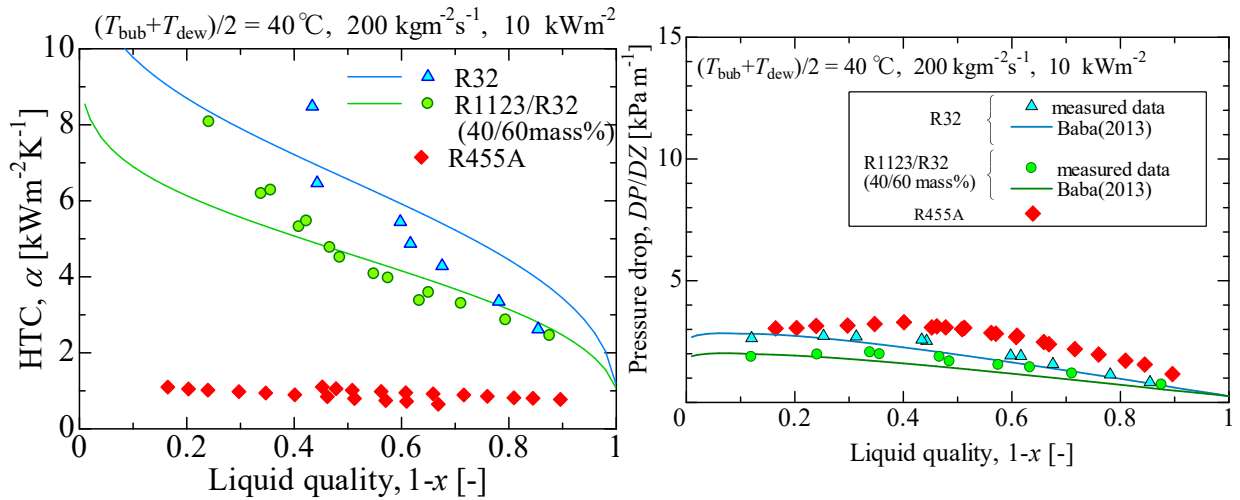 (Tbub+Tdew)/2 = 40℃, 200 kgm-2s-1, 10 kWm-2
10
8
6
4
2
0
HTC, α [kWm-2K-1]
R32
R1123/R32
(40/60mass%)
R455A
0 0.2 0.4 0.6 0.8 1
Liquid quality, 1-x [-]
15
10
5
0
Pressure drop, DP/DZ [kPa m-1]
(Tbub+Tdew)/2 = 40 ℃, 200 kgm-2s-1, 10 kWm-2
R32
measured data
Baba(2013)
R1123/R32
(40/60 mass%)
measured data
Baba(2013)
R455A
0.2 0.4 0.6 0.8 1
Liquid quality, 1-x [-]